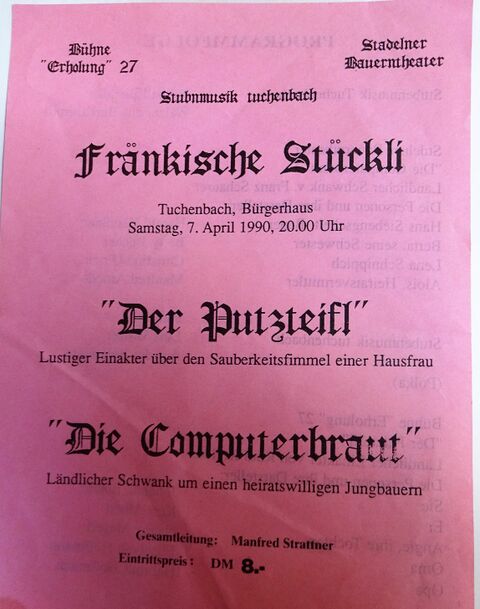 Bühne
"Erholung" 27
Stadelner
Bauerntheater
Stubnmusik tuchenbach
Fränkische Stückli
Tuchenbach, Bürgerhaus
Samstag, 7. April 1990, 20.00 Uhr
"Der Putzteifl"
Lustiger Einakter über den Sauberkeitsfimmel einer Hausfrau
"Die Computerbraut"
Ländlicher Schwank um einen heiratswilligen Jungbauern
Gesamtleitung: Manfred Strattner
Eintrittspreis: DM 8.-